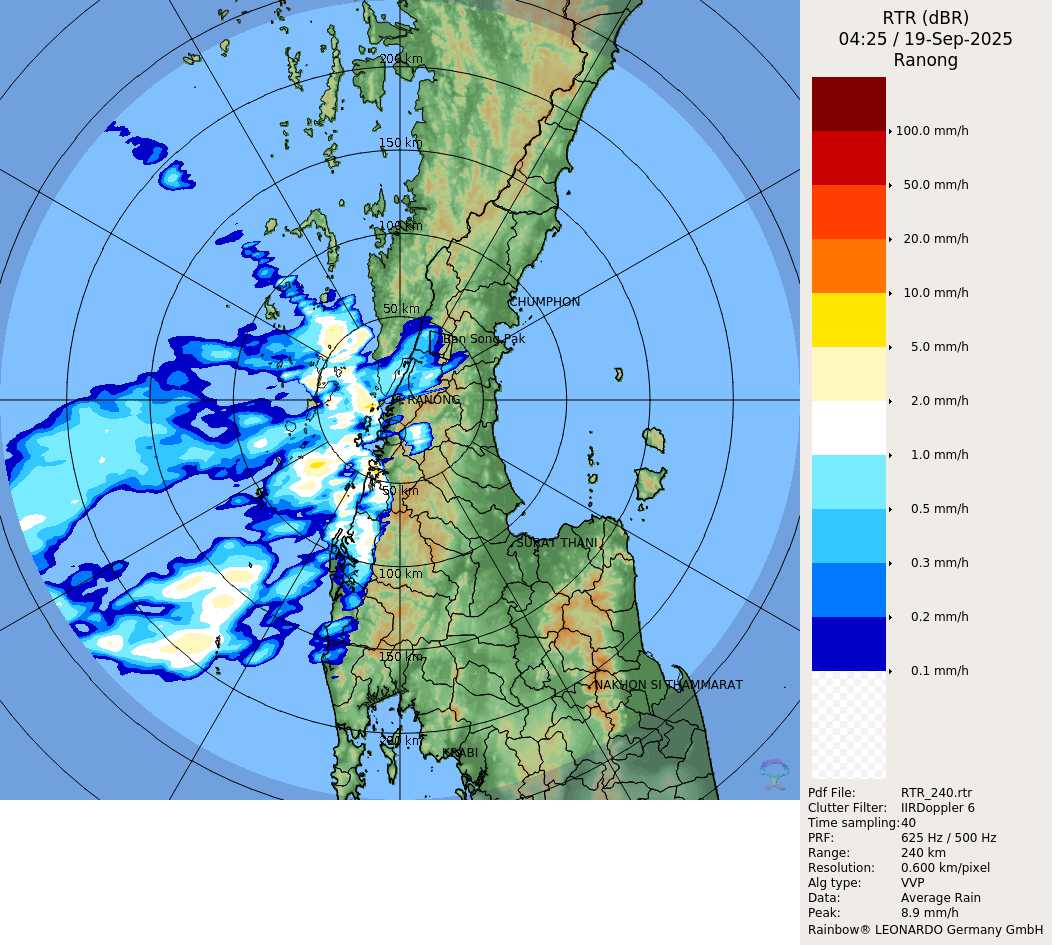 RTR (dBR)
04:25 / 19-Sep-2025
Ranong
100.0 mm/h
50.0 mm/h
20.0 mm/h
10.0 mm/h
5.0 mm/h
2.0 mm/h
1.0 mm/h
0.5 mm/h
0.3 mm/h
0.2 mm/h
0.1 mm/h
Pdf File: RTR_240.rtr
Clutter Filter: IIRDoppler 6
Time sampling:40
PRF: 625 Hz / 500 Hz
Range: 240 km
Resolution: 0.600 km/pixel
Alg type: VVP
Data: Average Rain
Peak: 8.9 mm/h
Rainbow® LEONARDO Germany GmbH
200 km
150 km
100 km
CHUMPHON
50 km
Ban Song Pak
RANONG
50 km
SURAT THANI
100 km
150 km
NAKHON SI THAMMARAT
200 km
KRABI